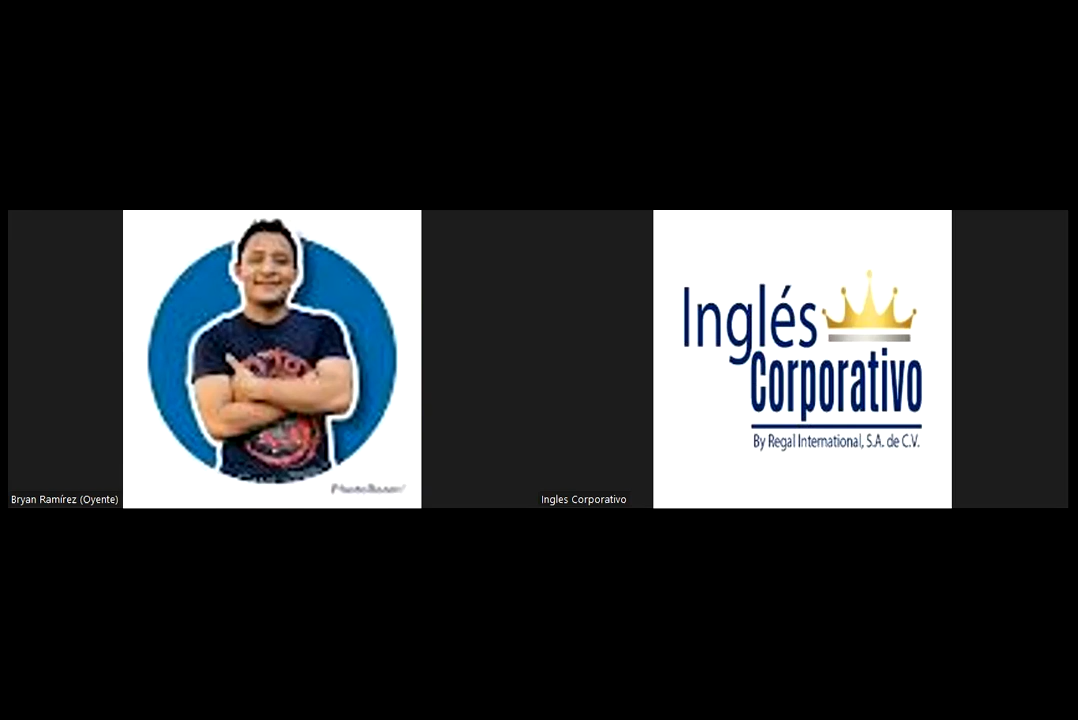 Bryan Ramírez (Oyente)
Inglés
Corporativo
By Regal International, S.A. de C.V.
Ingles Corporativo